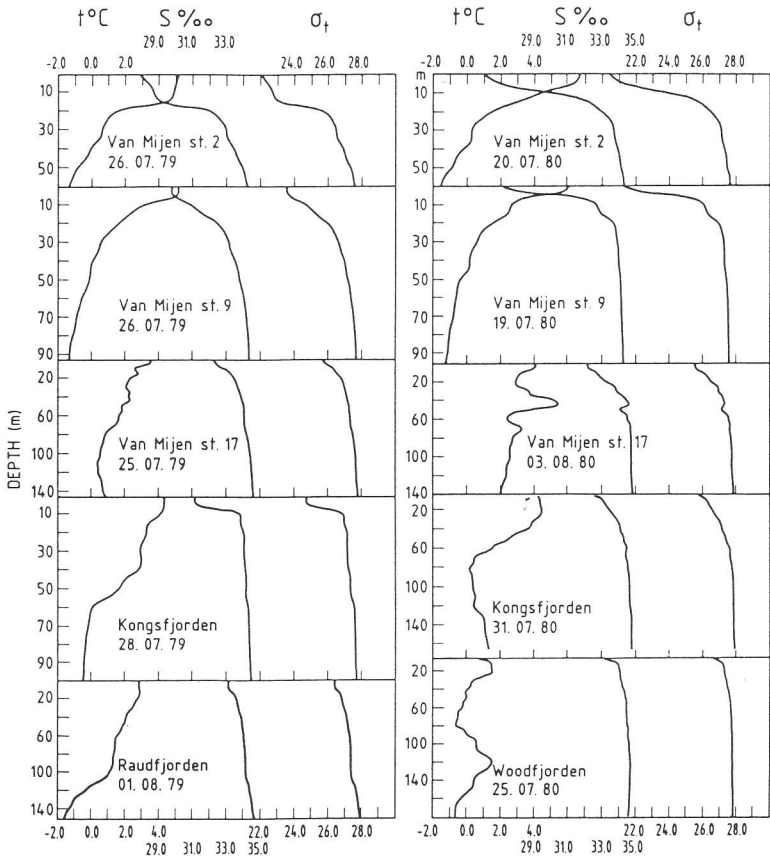 t°C S ‰ σt
29.0 31.0 33.0
-2.0 0.0 2.0 4.0 24.0 26.0 28.0
10
30
50
Van Mijen st. 2
26. 07. 79
10
30
50
70
90
Van Mijen st. 9
26. 07. 79
20
60
100
140
Van Mijen st. 17
25. 07. 79
10
30
50
70
90
Kongsfjorden
28. 07. 79
20
60
100
140
Raudfjorden
01. 08. 79
-2.0 0.0 2.0 4.0 22.0 24.0 26.0 28.0
29.0 31.0 33.0 35.0
DEPTH (m)
t°C S ‰ σt
29.0 31.0 33.0 35.0
-2.0 0.0 2.0 4.0 24.0 26.0 28.0
m
10
30
50
Van Mijen st. 2
20. 07. 80
10
30
50
70
90
Van Mijen st. 9
19. 07. 80
20
60
100
140
Van Mijen st. 17
03. 08. 80
20
60
100
140
Kongsfjorden
31. 07. 80
20
60
100
140
Woodfjorden
25. 07. 80
-2.0 0.0 2.0 4.0 22.0 24.0 26.0 28.0
29.0 31.0 33.0 35.0